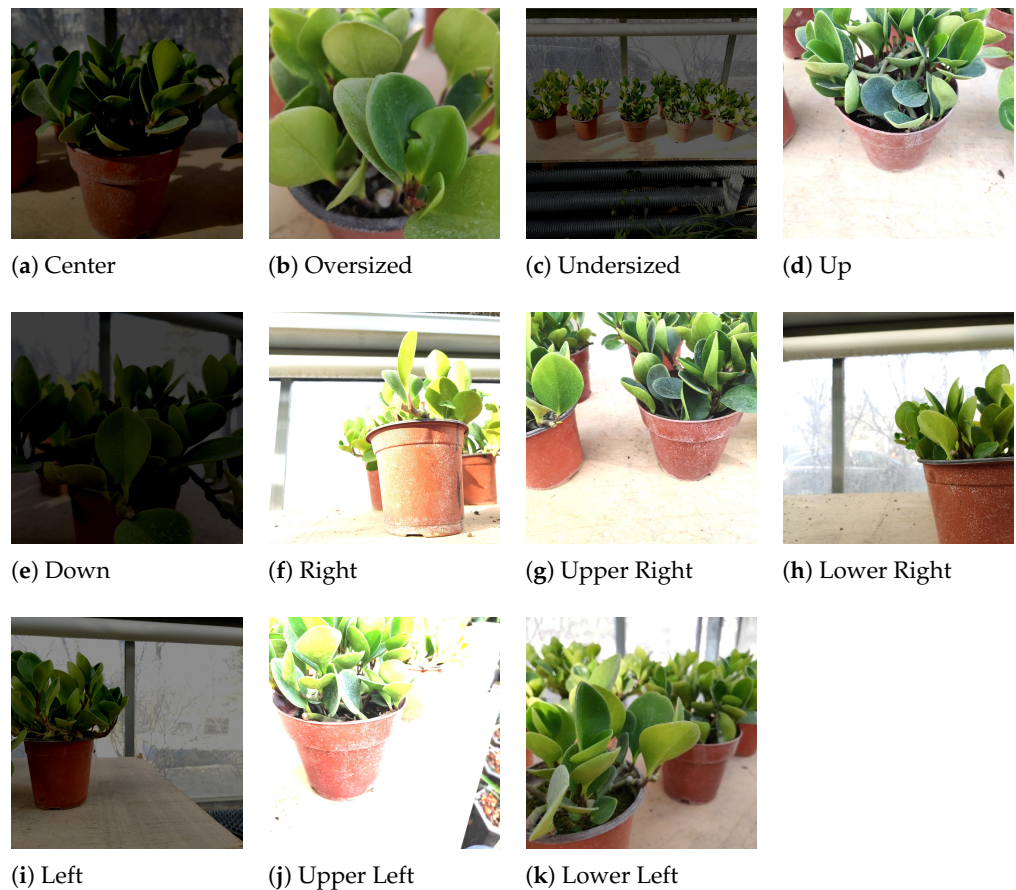 (a) Center
(b) Oversized
(c) Undersized
(d) Up
(e) Down
(f) Right
(g) Upper Right
(h) Lower Right
(i) Left
(j) Upper Left
(k) Lower Left